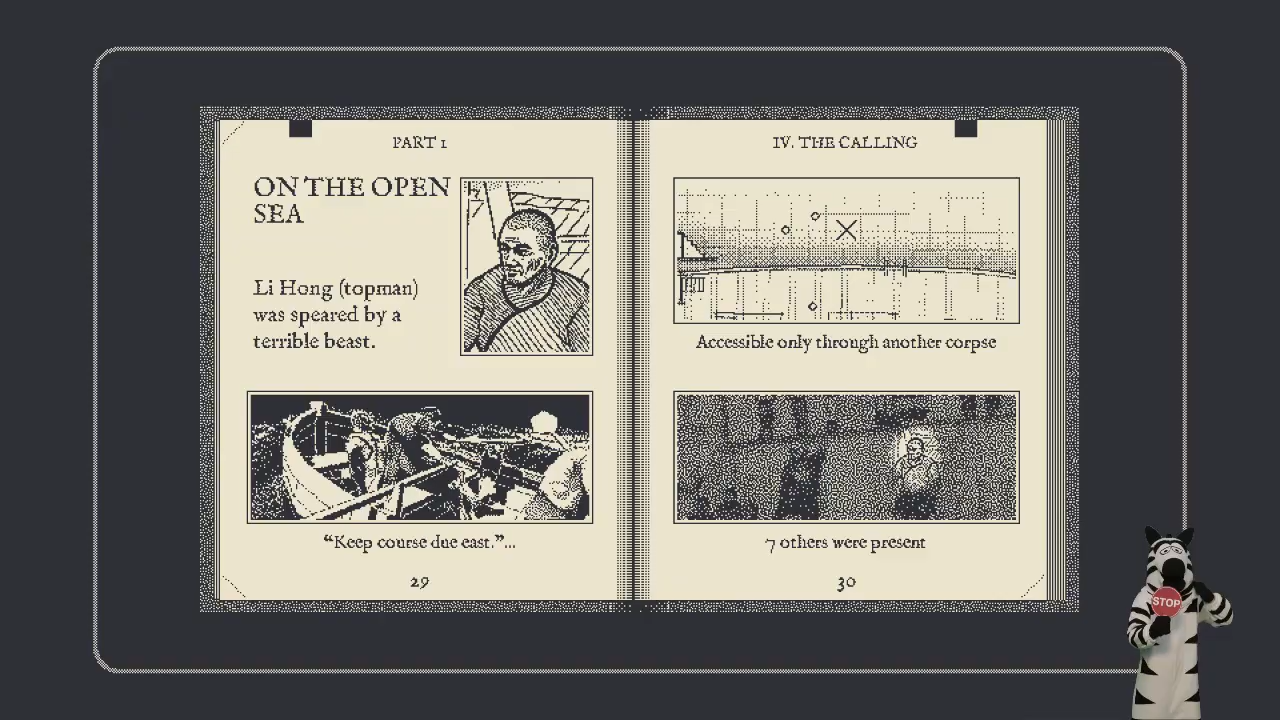 PART 1
ON THE OPEN
SEA
Li Hong (topman)
was speared by a
terrible beast.
“Keep course due east.”...
29
IV. THE CALLING
Accessible only through another corpse
7 others were present
30
STOP